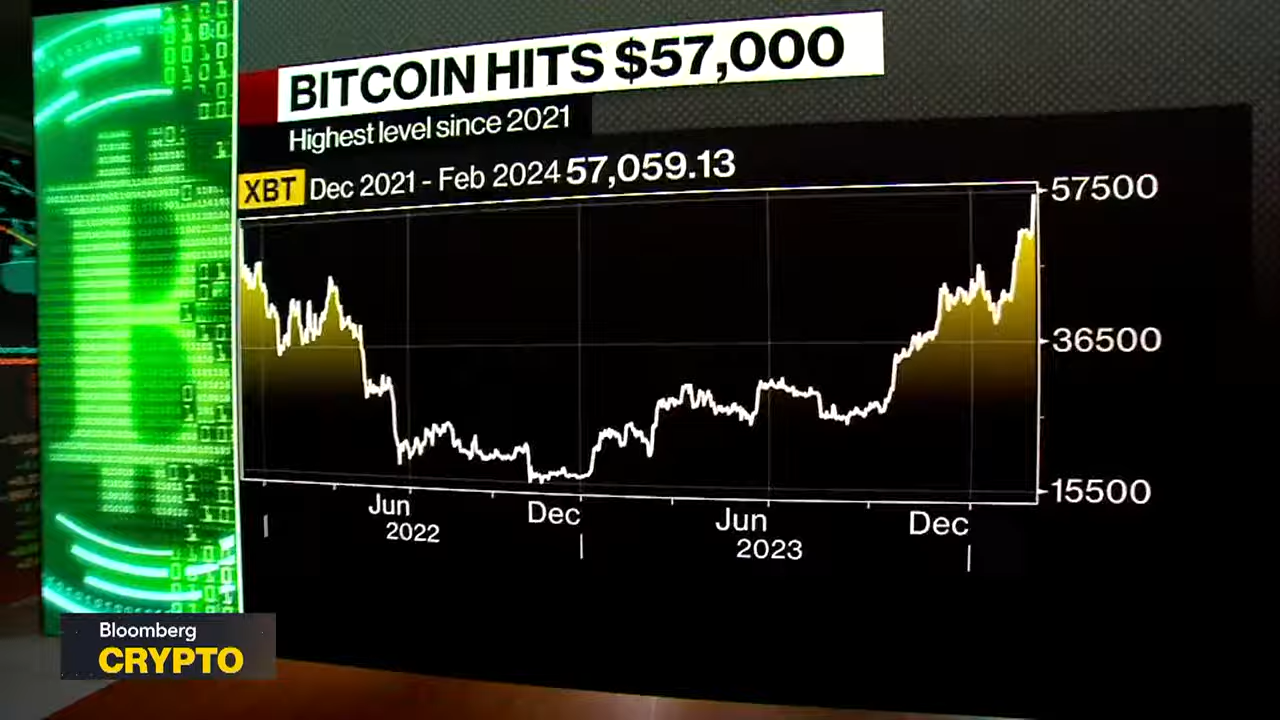 BITCOIN HITS $57,000
Highest level since 2021
XBT Dec 2021 - Feb 2024 57,059.13
57500
36500
15500
Jun Dec Jun Dec
2022 2023
Bloomberg
CRYPTO